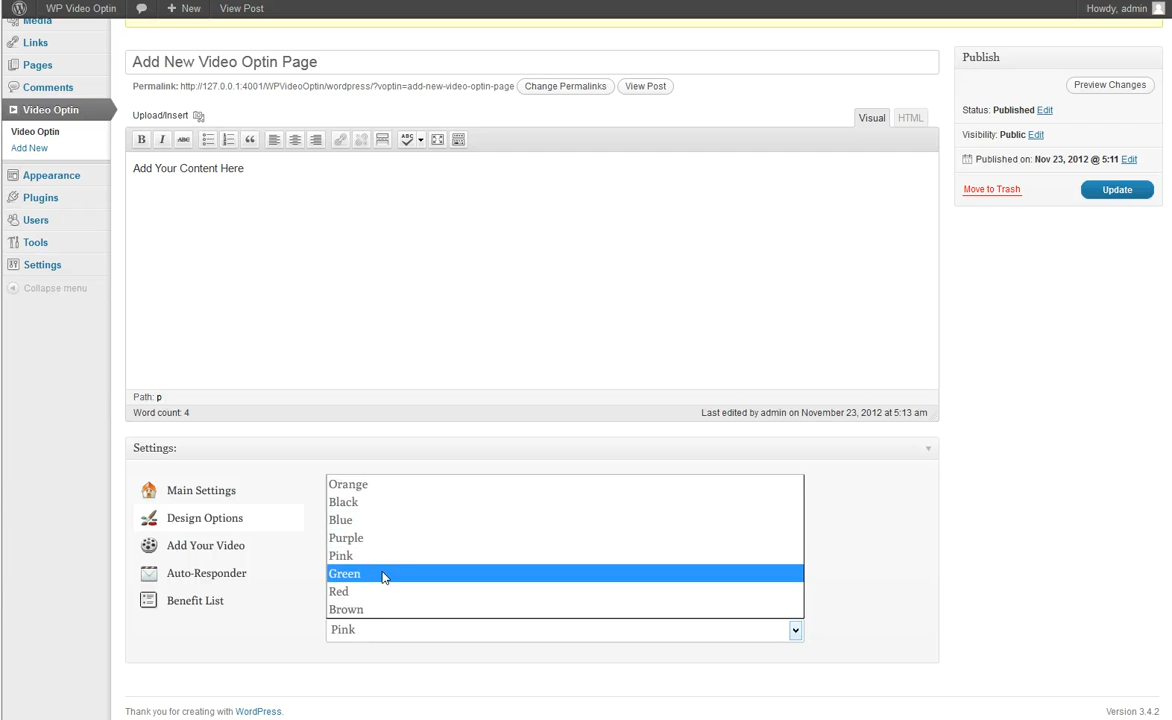 WP Video Optin
New
View Post
Howdy, admin
Media
Links
Pages
Comments
Video Optin
Video Optin
Add New
Appearance
Plugins
Users
Tools
Settings
Collapse menu
Add New Video Optin Page
Permalink: http://127.0.0.1:4001/WPVideoOptin/wordpress/?voptin=add-new-video-optin-page Change Permalinks View Post
Upload/Insert
Visual HTML
B I ABC ABC
Add Your Content Here
Path: p
Word count: 4 Last edited by admin on November 23, 2012 at 5:13 am
Settings:
Main Settings
Design Options
Add Your Video
Auto-Responder
Benefit List
Orange
Black
Blue
Purple
Pink
Green
Red
Brown
Pink
Publish
Preview Changes
Status: Published Edit
Visibility: Public Edit
Published on: Nov 23, 2012 @ 5:11 Edit
Move to Trash Update
Thank you for creating with WordPress.
Version 3.4.2